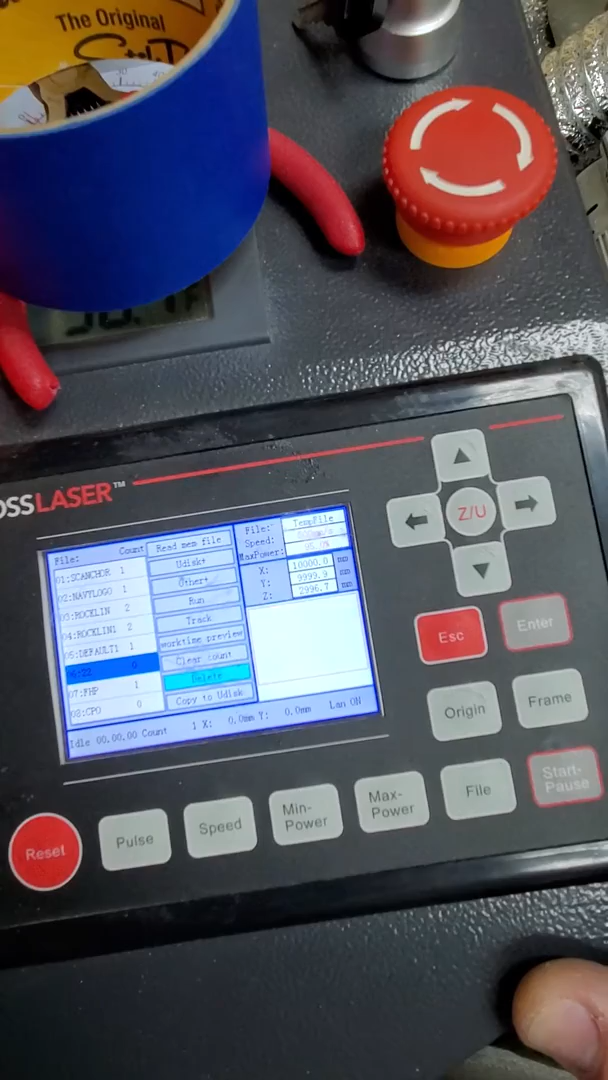 The Original
OSSLASER™
File: Count
01:SCANCHOR 1
02:NAVYLOGO 1
03:ROCKLIN 2
04:ROCKLIN1 2
05:DEFAULT1 1
0
07:FHP 1
08:CPO 0
Read mem file
Udisk+
Other+
Run
Track
worktime preview
Clear count
Delete
Copy to Udisk
File: TempFile
Speed:
MaxPower:
X: 10000.0 mm
Y: 9999.9 mm
Z: 2996.7 mm
Idle 00.00.00 Count 1 X: 0.0mm Y: 0.0mm Lan ON
Z/U
Esc
Enter
Origin
Frame
Reset
Pulse
Speed
Min-
Power
Max-
Power
File
Start-
Pause